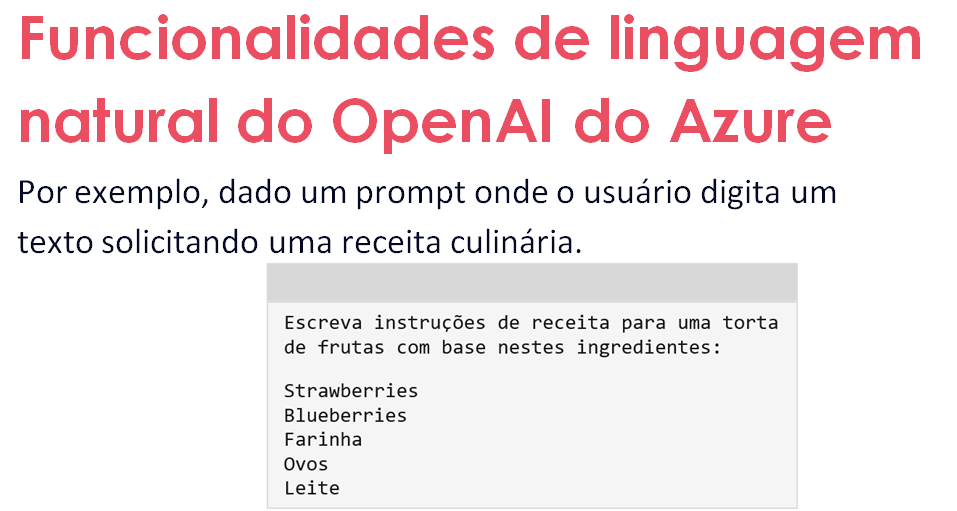 Funcionalidades de linguagem
natural do OpenAI do Azure
Por exemplo, dado um prompt onde o usuário digita um
texto solicitando uma receita culinária.
Escreva instruções de receita para uma torta
de frutas com base nestes ingredientes:
Strawberries
Blueberries
Farinha
Ovos
Leite